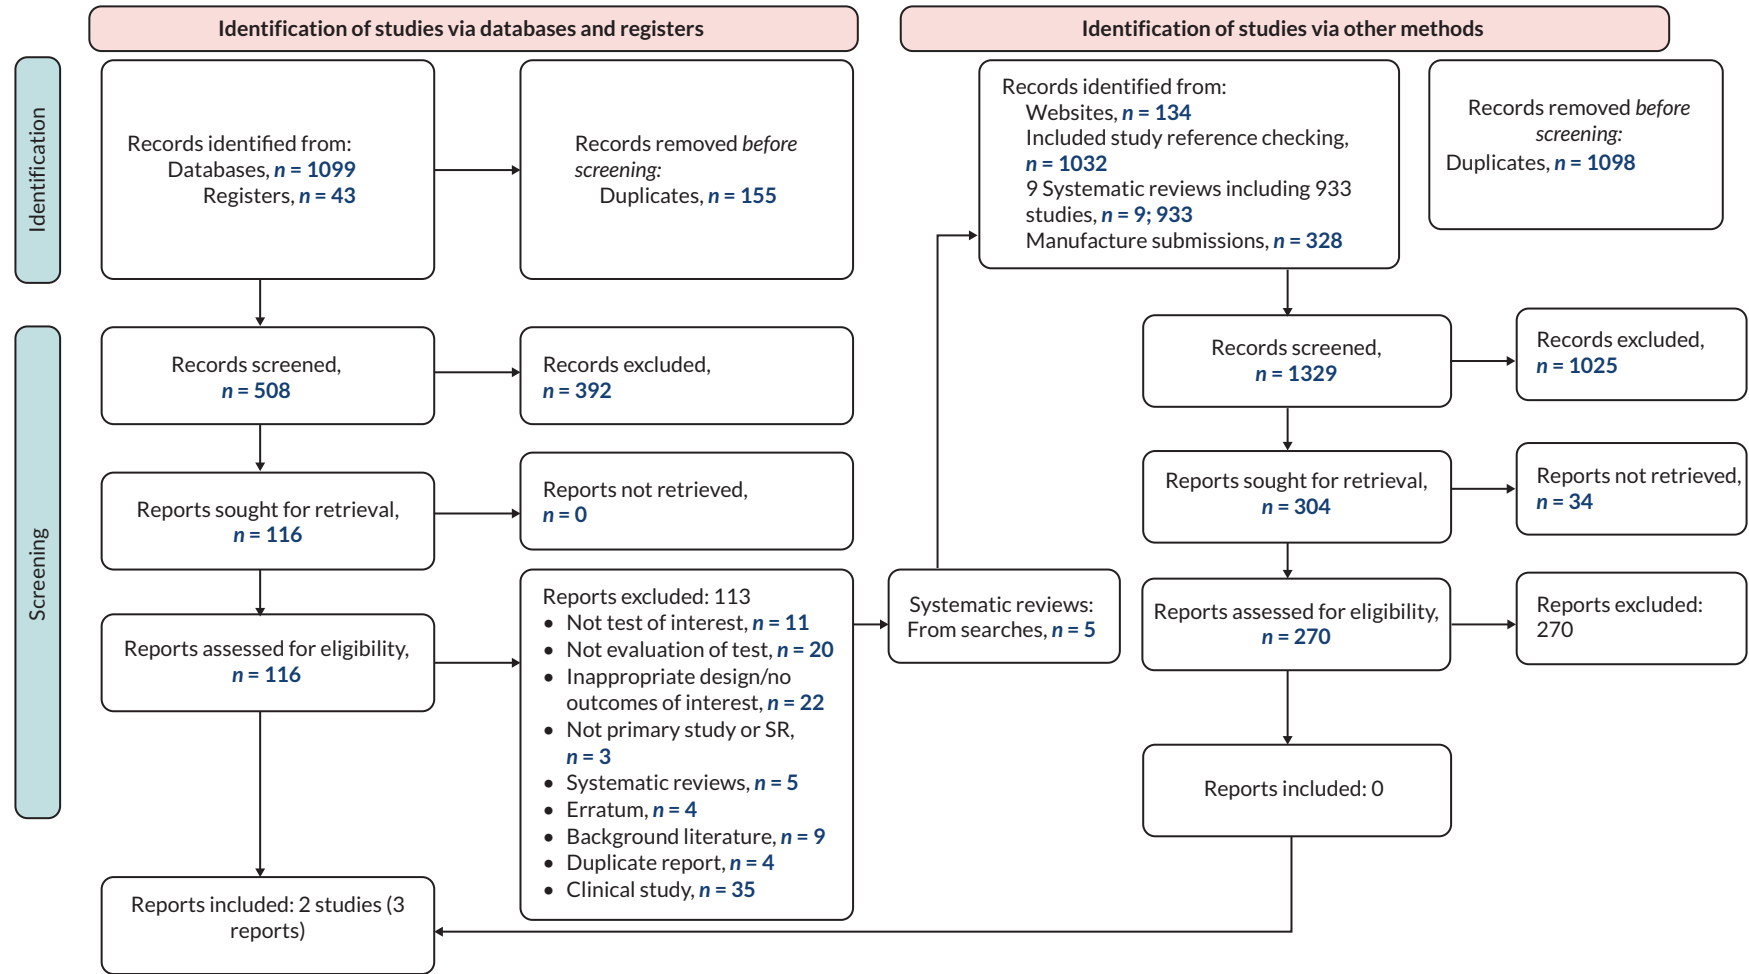 Identification of studies via databases and registers
Identification of studies via other methods
Identification
Records identified from:
Databases, n = 1099
Registers, n = 43
Records removed before
screening:
Duplicates, n = 155
Records identified from:
Websites, n = 134
Included study reference checking,
n = 1032
9 Systematic reviews including 933
studies, n = 9; 933
Manufacture submissions, n = 328
Records removed before
screening:
Duplicates, n = 1098
Screening
Records screened,
n = 508
Records excluded,
n = 392
Records screened,
n = 1329
Records excluded,
n = 1025
Reports sought for retrieval,
n = 116
Reports not retrieved,
n = 0
Reports sought for retrieval,
n = 304
Reports not retrieved,
n = 34
Reports assessed for eligibility,
n = 116
Reports excluded: 113
• Not test of interest, n = 11
• Not evaluation of test, n = 20
• Inappropriate design/no
outcomes of interest, n = 22
• Not primary study or SR,
n = 3
• Systematic reviews, n = 5
• Erratum, n = 4
• Background literature, n = 9
• Duplicate report, n = 4
• Clinical study, n = 35
Systematic reviews:
From searches, n = 5
Reports assessed for eligibility,
n = 270
Reports excluded:
270
Reports included: 0
Reports included: 2 studies (3
reports)